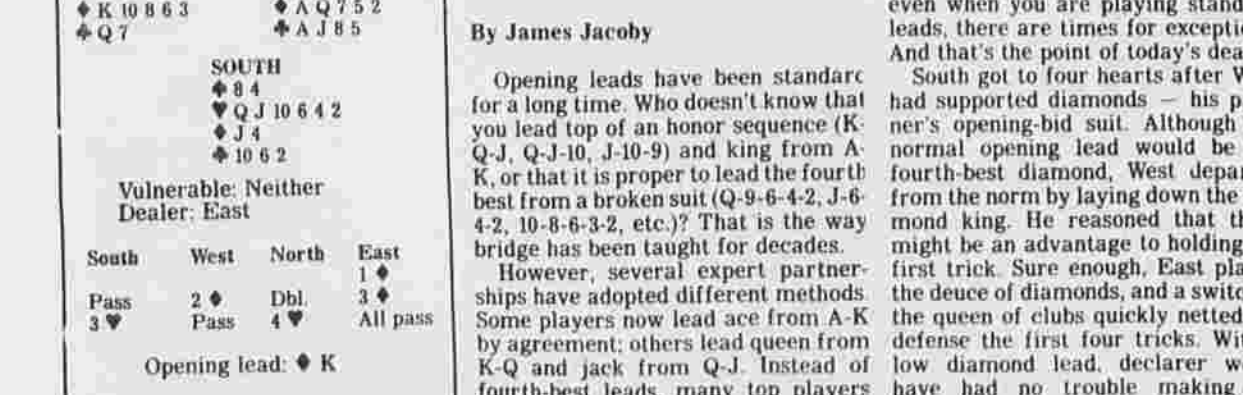 ♦ K 10 8 6 3 ♦ A Q 7 5 2
♣ Q 7 ♣ A J 8 5
SOUTH
♠ 8 4
♥ Q J 10 6 4 2
♦ J 4
♣ 10 6 2
Vulnerable: Neither
Dealer: East
South West North East
1 ♦
Pass 2 ♦ Dbl. 3 ♦
3 ♥ Pass 4 ♥ All pass
Opening lead: ♦ K
By James Jacoby
Opening leads have been standard
for a long time. Who doesn't know that
you lead top of an honor sequence (K-
Q-J, Q-J-10, J-10-9) and king from A-
K, or that it is proper to lead the fourth
best from a broken suit (Q-9-6-4-2, J-6-
4-2, 10-8-6-3-2, etc.)? That is the way
bridge has been taught for decades.
However, several expert partner-
ships have adopted different methods.
Some players now lead ace from A-K
by agreement; others lead queen from
K-Q and jack from Q-J. Instead of
fourth-best leads, many top players
even when you are playing stand
leads, there are times for exceptio
And that's the point of today's dea
South got to four hearts after W
had supported diamonds — his p
ner's opening-bid suit. Although
normal opening lead would be
fourth-best diamond, West depar
from the norm by laying down the
mond king. He reasoned that th
might be an advantage to holding
first trick. Sure enough, East pla
the deuce of diamonds, and a switc
the queen of clubs quickly netted
defense the first four tricks. Wit
low diamond lead, declarer w
have had no trouble making